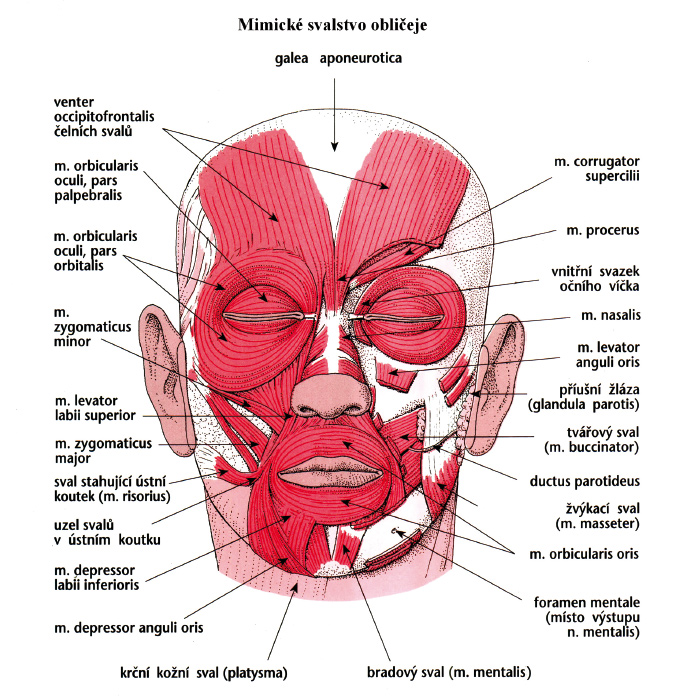 Mimické svalstvo obličeje
galea aponeurotica
venter
occipitofrontalis
čelních svalů
m. orbicularis
oculi, pars
palpebralis
m. orbicularis
oculi, pars
orbitalis
m.
zygomaticus
minor
m. levator
labii superior
m. zygomaticus
major
sval stahující ústní
koutek (m. risorius)
uzel svalů
v ústním koutku
m. depressor
labii inferioris
m. depressor anguli oris
krční kožní sval (platysma)
m. corrugator
supercilii
m. procerus
vnitřní svazek
očního víčka
m. nasalis
m. levator
anguli oris
příušní žláza
(glandula parotis)
tvářový sval
(m. buccinator)
ductus parotideus
žvýkací sval
(m. masseter)
m. orbicularis oris
foramen mentale
(místo výstupu
n. mentalis)
bradový sval (m. mentalis)